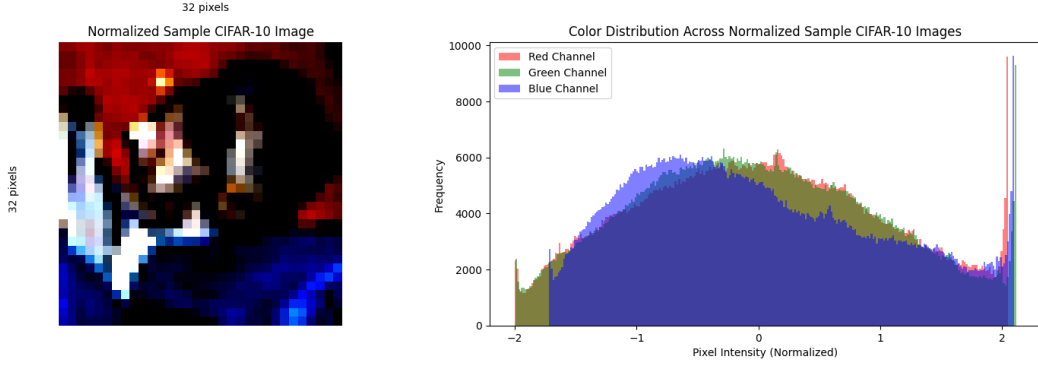 32 pixels
Normalized Sample CIFAR-10 Image
32 pixels
Color Distribution Across Normalized Sample CIFAR-10 Images
Red Channel
Green Channel
Blue Channel
Frequency
10000
8000
6000
4000
2000
0
−2
−1
0
1
2
Pixel Intensity (Normalized)